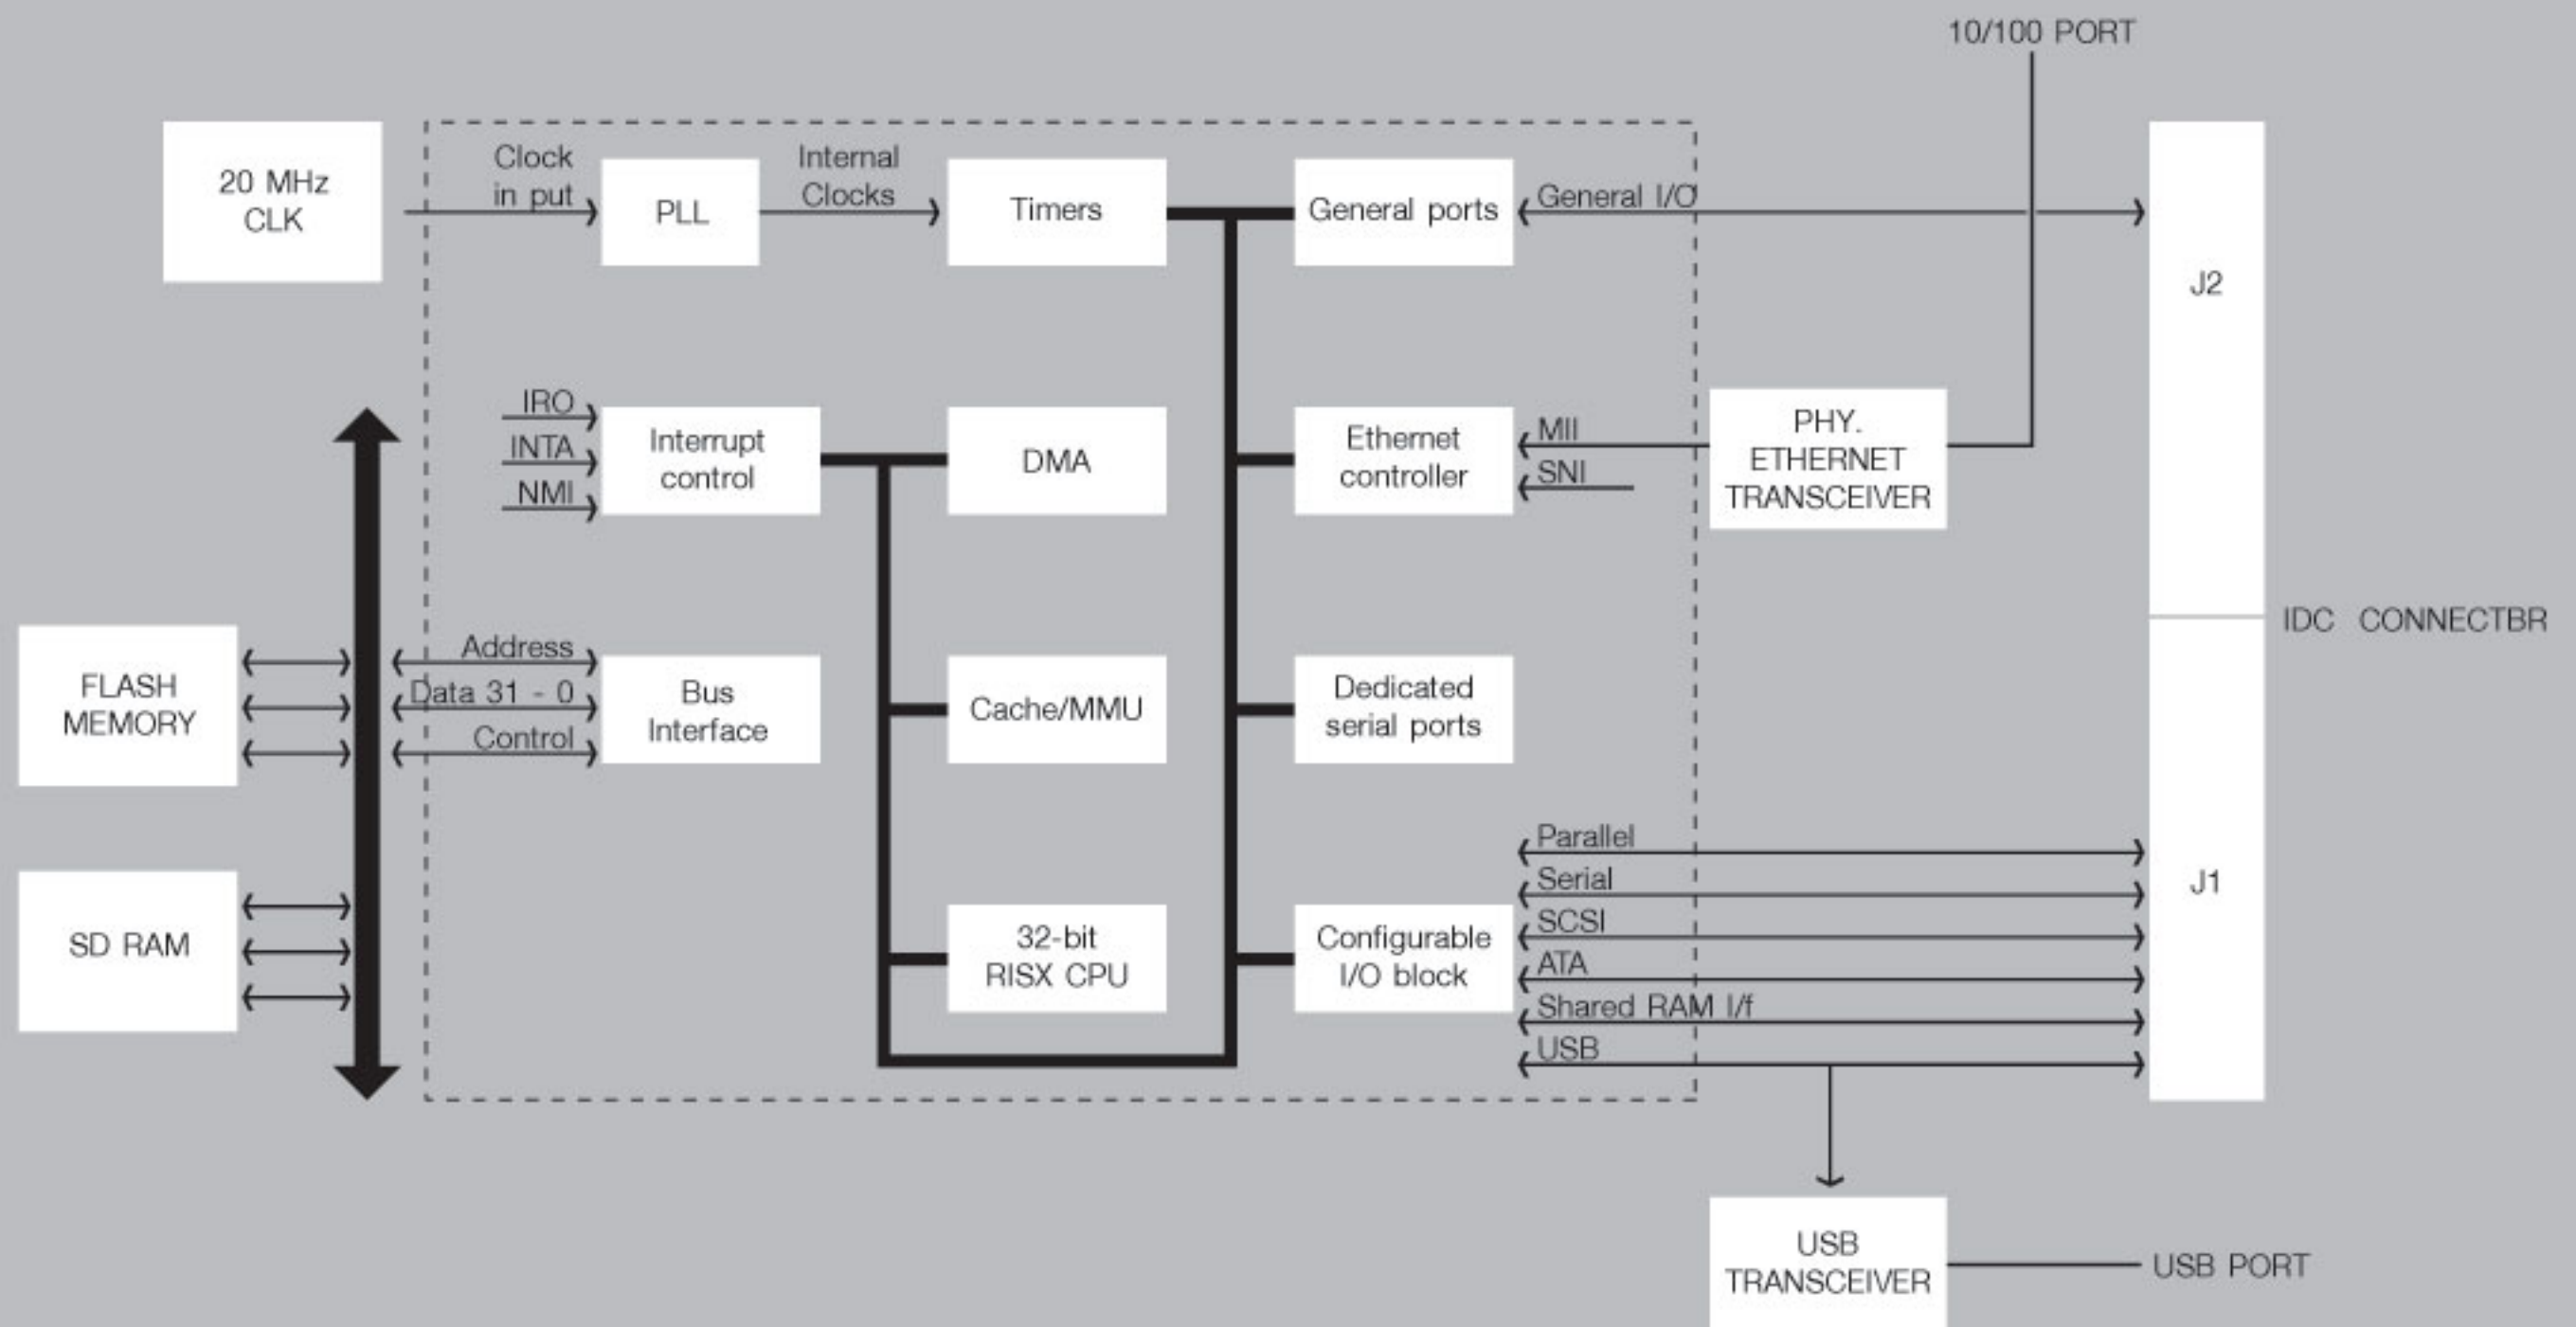 10/100 PORT
20 MHz
CLK
Clock
in put
PLL
Internal
Clocks
Timers
General ports
General I/O
J2
IRO
INTA
NMI
Interrupt
control
DMA
Ethernet
controller
MII
SNI
PHY.
ETHERNET
TRANSCEIVER
IDC CONNECTBR
FLASH
MEMORY
Address
Data 31 - 0
Control
Bus
Interface
Cache/MMU
Dedicated
serial ports
SD RAM
32-bit
RISX CPU
Configurable
I/O block
Parallel
Serial
SCSI
ATA
Shared RAM I/f
USB
J1
USB
TRANSCEIVER
USB PORT